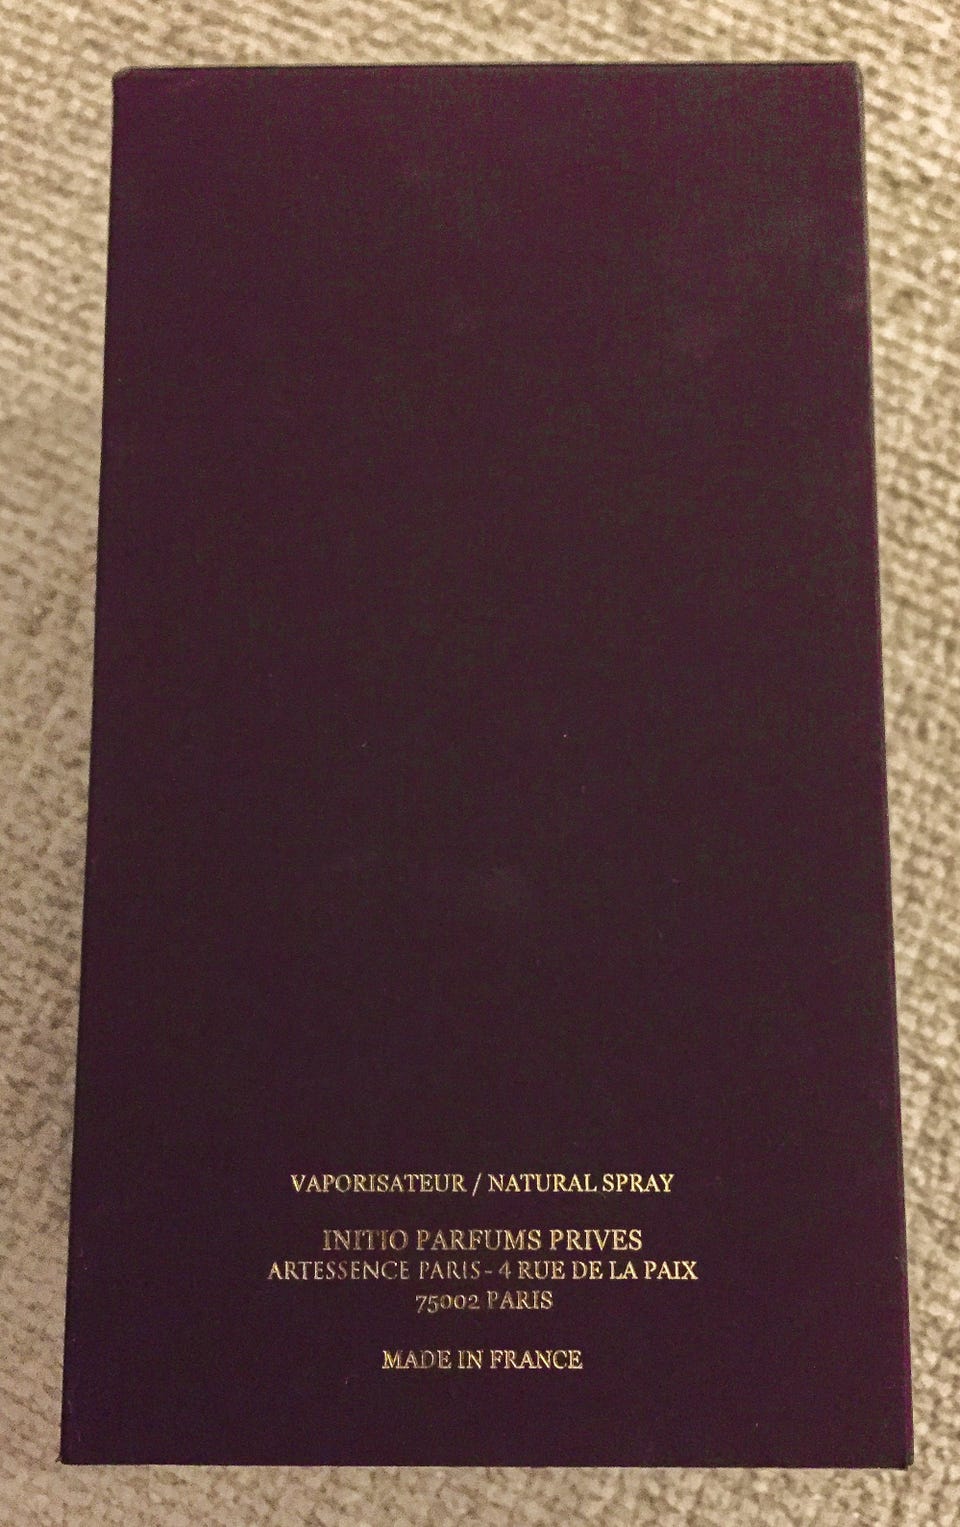 VAPORISATEUR / NATURAL SPRAY
INITIO PARFUMS PRIVES
ARTESSENCE PARIS - 4 RUE DE LA PAIX
75002 PARIS
MADE IN FRANCE